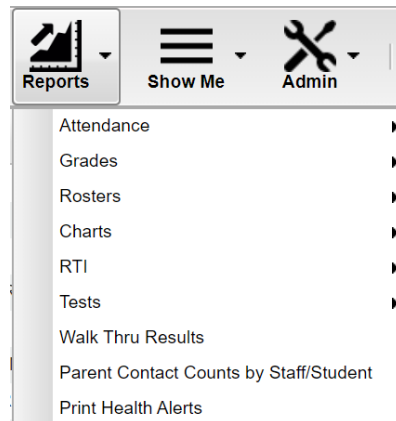 Reports Show Me Admin
Attendance
Grades
Rosters
Charts
RTI
Tests
Walk Thru Results
Parent Contact Counts by Staff/Student
Print Health Alerts